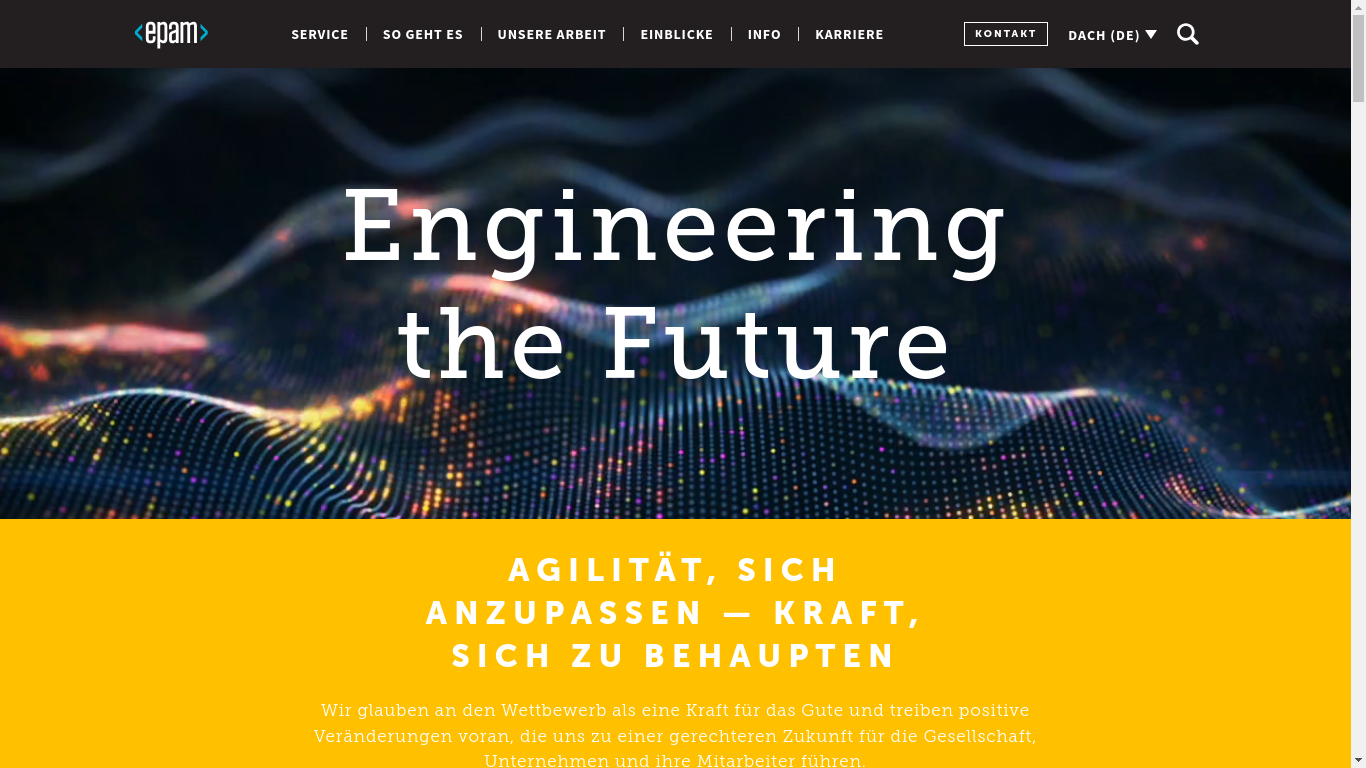 <epam>
SERVICE
SO GEHT ES
UNSERE ARBEIT
EINBLICKE
INFO
KARRIERE
KONTAKT
DACH (DE)
Engineering
the Future
AGILITÄT, SICH
ANZUPASSEN — KRAFT,
SICH ZU BEHAUPTEN
Wir glauben an den Wettbewerb als eine Kraft für das Gute und treiben positive
Veränderungen voran, die uns zu einer gerechteren Zukunft für die Gesellschaft,
Unternehmen und ihre Mitarbeiter führen.